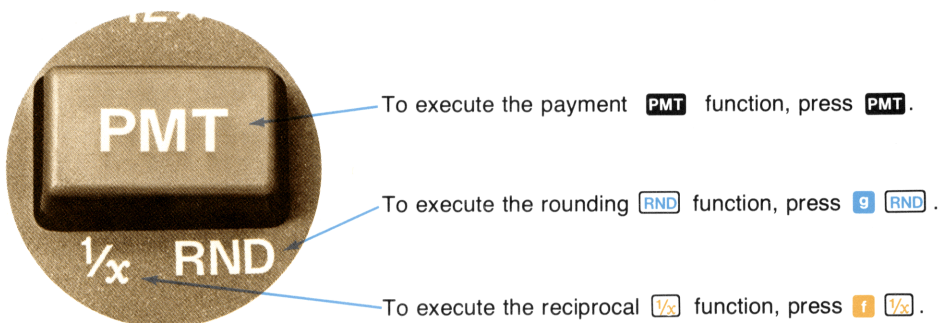 PMT
1/x RND
To execute the payment PMT function, press PMT.
To execute the rounding RND function, press g RND.
To execute the reciprocal 1/x function, press f 1/x.